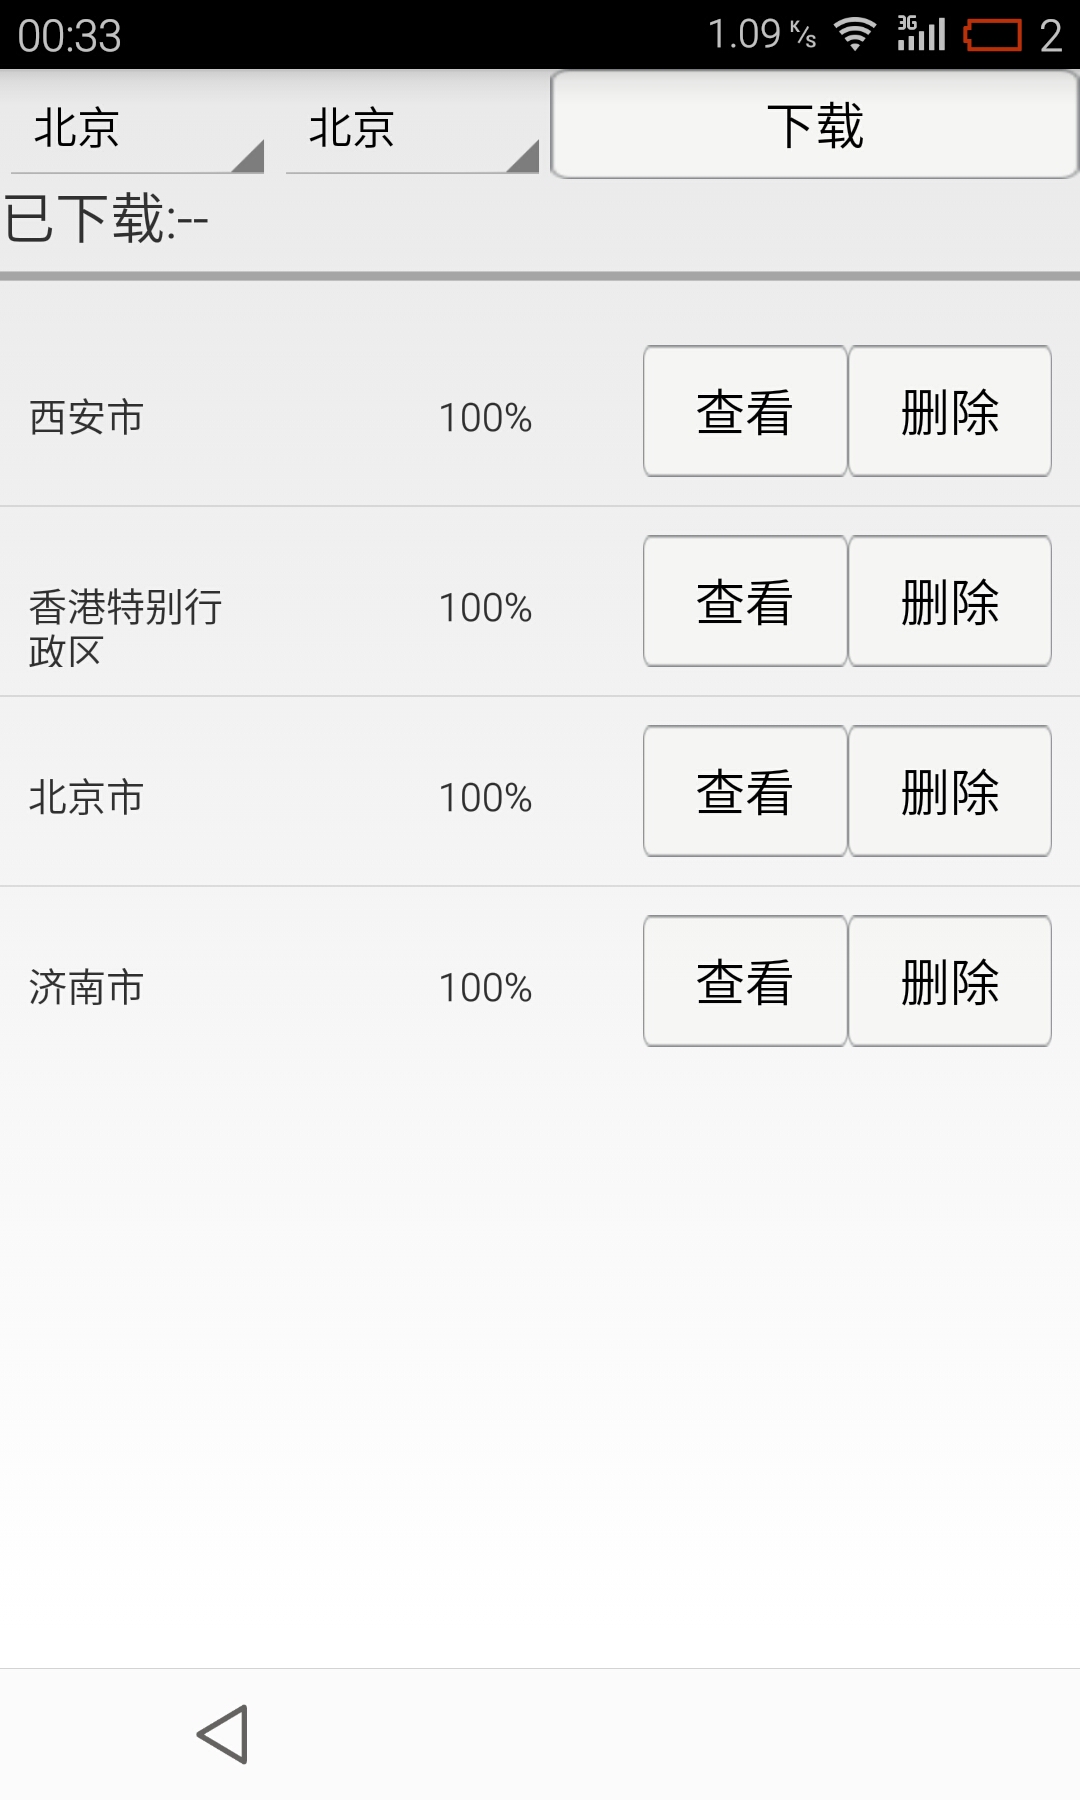 00:33 1.09 K/s 3G 2
北京 北京 下载
已下载:--
西安市 100% 查看 删除
香港特别行 100% 查看 删除
政区
北京市 100% 查看 删除
济南市 100% 查看 删除